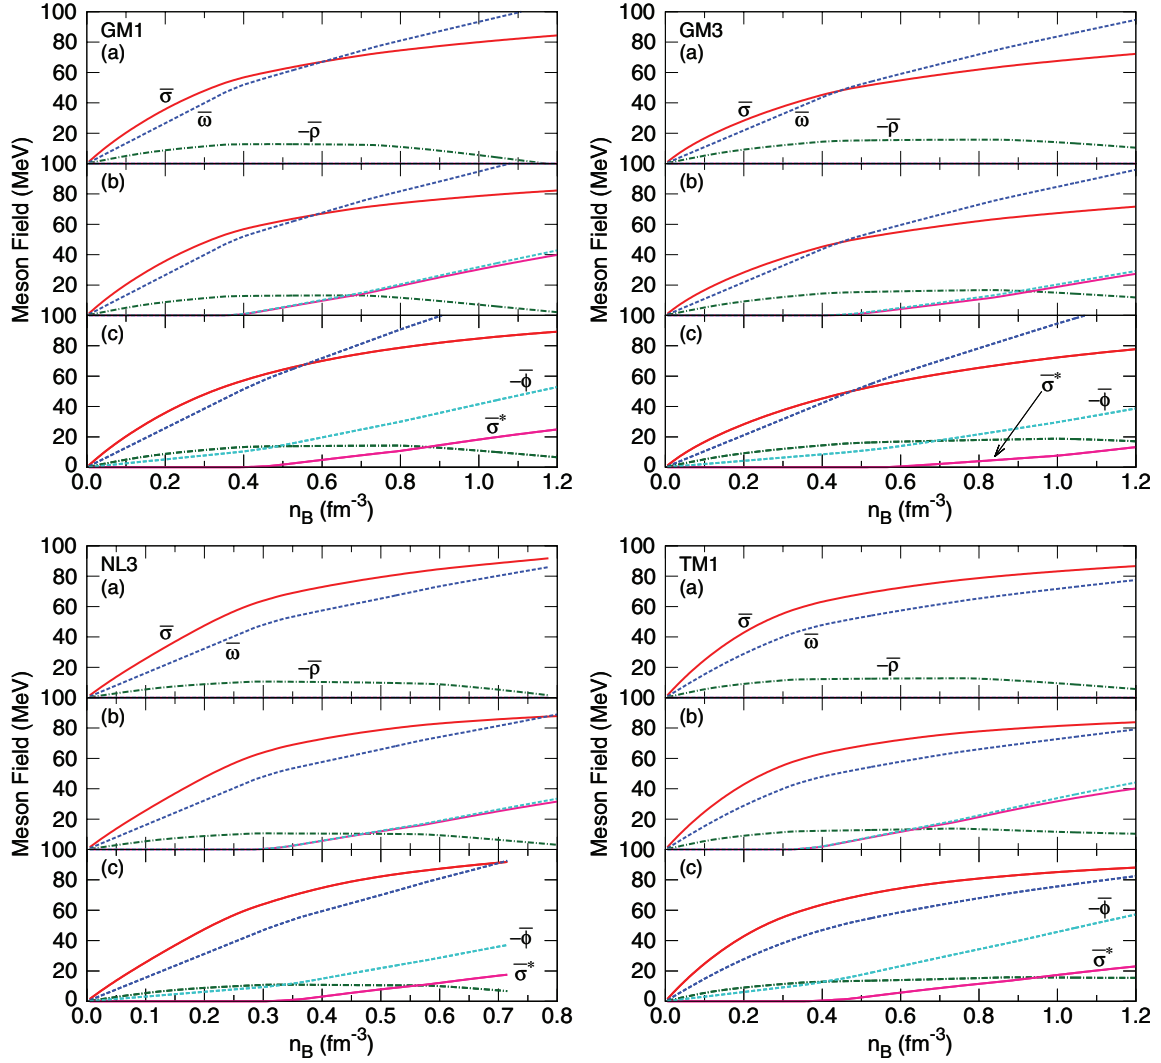 GM1
(a)
σ̄
ω̄
−ρ̄
(b)
(c)
−ϕ̄
σ̄*
100
80
60
40
20
100
80
60
40
20
100
80
60
40
20
0
0.0 0.2 0.4 0.6 0.8 1.0 1.2
Meson Field (MeV)
n_B (fm⁻³)
GM3
(a)
σ̄
ω̄
−ρ̄
(b)
(c)
σ̄*
−ϕ̄
100
80
60
40
20
100
80
60
40
20
100
80
60
40
20
0
0.0 0.2 0.4 0.6 0.8 1.0 1.2
Meson Field (MeV)
n_B (fm⁻³)
NL3
(a)
σ̄
ω̄
−ρ̄
(b)
(c)
−ϕ̄
σ̄*
100
80
60
40
20
100
80
60
40
20
100
80
60
40
20
0
0.0 0.1 0.2 0.3 0.4 0.5 0.6 0.7 0.8
Meson Field (MeV)
n_B (fm⁻³)
TM1
(a)
σ̄
ω̄
−ρ̄
(b)
(c)
−ϕ̄
σ̄*
100
80
60
40
20
100
80
60
40
20
100
80
60
40
20
0
0.0 0.2 0.4 0.6 0.8 1.0 1.2
Meson Field (MeV)
n_B (fm⁻³)